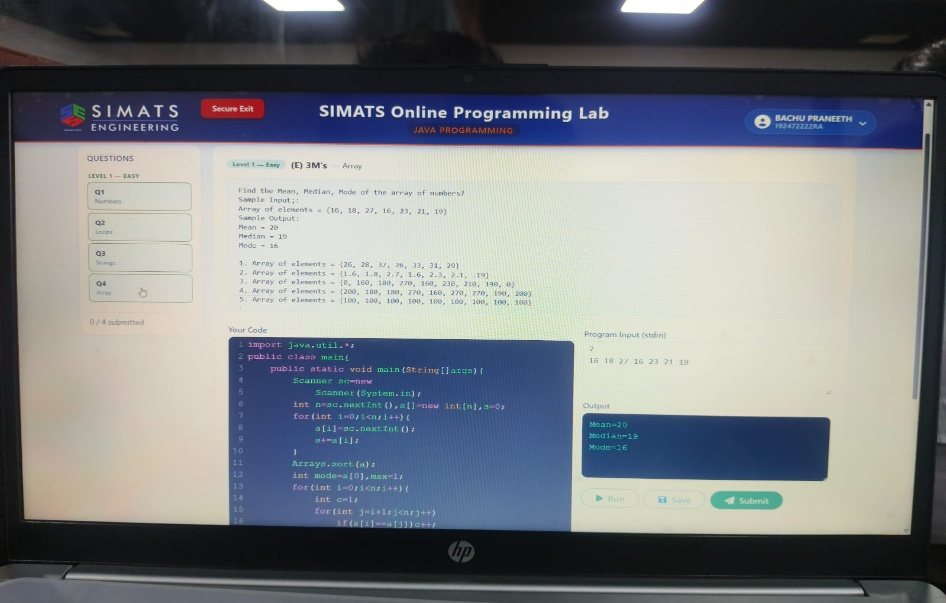 SIMATS
ENGINEERING
Secure Exit
SIMATS Online Programming Lab
JAVA PROGRAMMING
BACHU PRANEETH
192472222RA
QUESTIONS
LEVEL 1 — EASY
Q1
Numbers
Q2
Loops
Q3
Strings
Q4
Array
0 / 4 submitted
Level 1 — Easy (E) 3M's Array
Find the Mean, Median, Mode of the array of numbers?
Sample Input;:
Array of elements = {16, 18, 27, 16, 23, 21, 19}
Sample Output:
Mean = 20
Median = 19
Mode = 16
1. Array of elements = {26, 28, 37, 26, 33, 31, 29}
2. Array of elements = {1.6, 1.8, 2.7, 1.6, 2.3, 2.1, .19}
3. Array of elements = {0, 160, 180, 270, 160, 230, 210, 190, 0}
4. Array of elements = {200, 180, 180, 270, 160, 270, 270, 190, 200}
5. Array of elements = {100, 100, 100, 100, 100, 100, 100, 100, 100}
Your Code
1 import java.util.*;
2 public class main{
3 public static void main(String[]args){
4 Scanner sc=new
5 Scanner(System.in);
6 int n=sc.nextInt(),a[]=new int[n],s=0;
7 for(int i=0;i<n;i++){
8 a[i]=sc.nextInt();
9 s+=a[i];
10 }
11 Arrays.sort(a);
12 int mode=a[0],max=1;
13 for(int i=0;i<n;i++){
14 int c=1;
15 for(int j=i+1;j<n;j++)
16 if(a[i]==a[j])c++;
Program Input (stdin)
7
16 18 27 16 23 21 19
Output
Mean=20
Median=19
Mode=16
Run
Save
Submit
hp